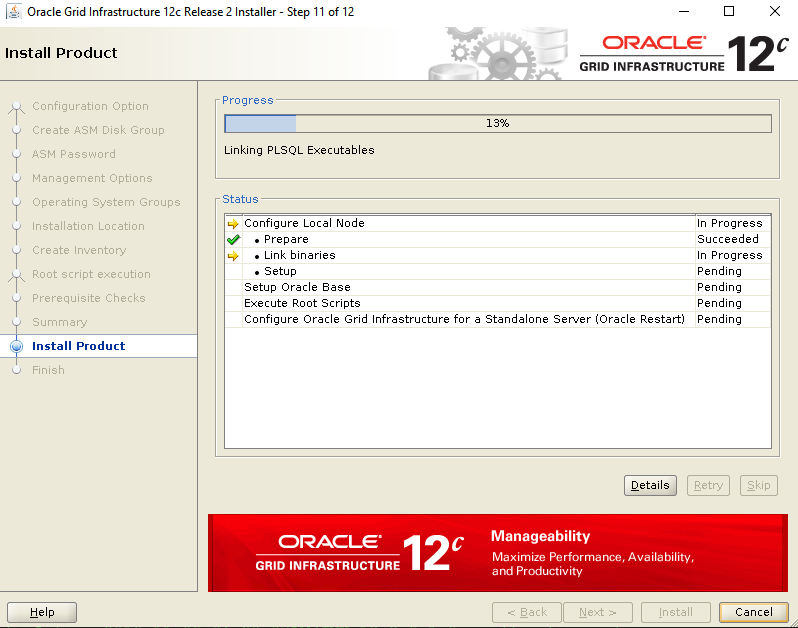 Oracle Grid Infrastructure 12c Release 2 Installer - Step 11 of 12
Install Product
ORACLE®
GRID INFRASTRUCTURE 12c
Configuration Option
Create ASM Disk Group
ASM Password
Management Options
Operating System Groups
Installation Location
Create Inventory
Root script execution
Prerequisite Checks
Summary
Install Product
Finish
Progress
13%
Linking PLSQL Executables
Status
Configure Local Node In Progress
• Prepare Succeeded
• Link binaries In Progress
• Setup Pending
Setup Oracle Base Pending
Execute Root Scripts Pending
Configure Oracle Grid Infrastructure for a Standalone Server (Oracle Restart) Pending
Details Retry Skip
ORACLE®
GRID INFRASTRUCTURE 12c
Manageability
Maximize Performance, Availability,
and Productivity
Help < Back Next > Install Cancel